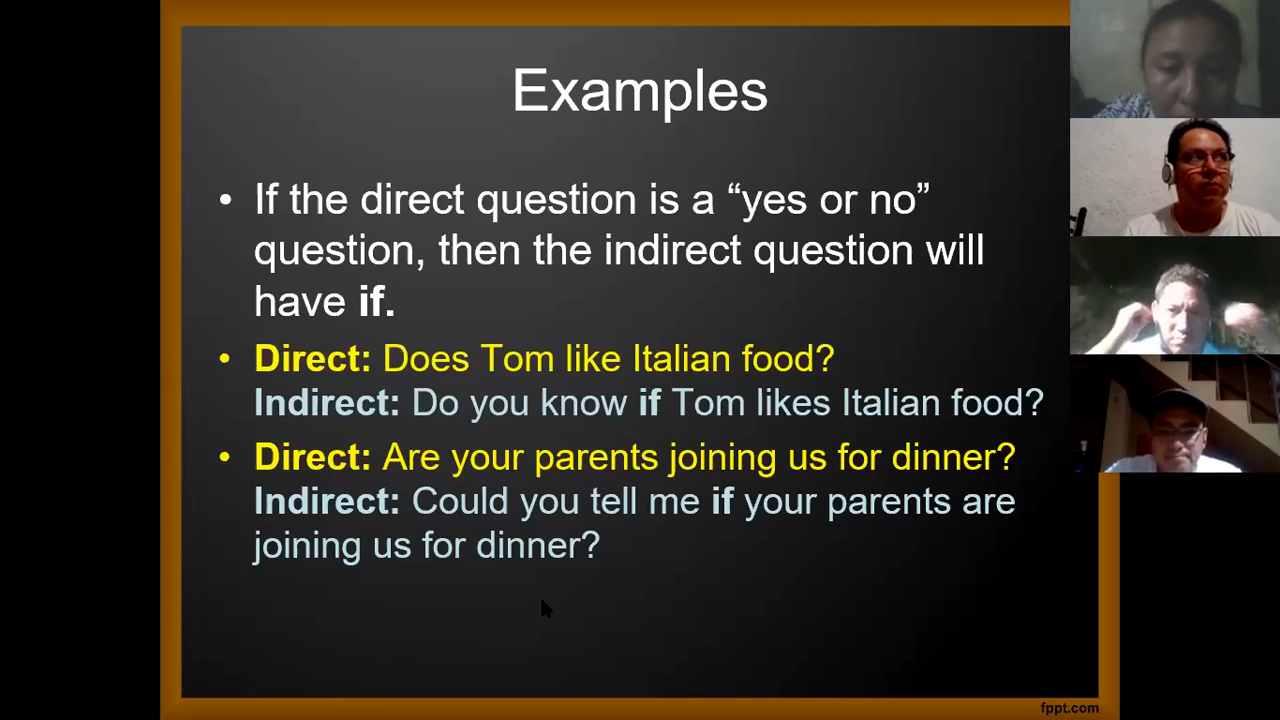 Examples
• If the direct question is a “yes or no”
question, then the indirect question will
have if.
• Direct: Does Tom like Italian food?
Indirect: Do you know if Tom likes Italian food?
• Direct: Are your parents joining us for dinner?
Indirect: Could you tell me if your parents are
joining us for dinner?
fppt.com